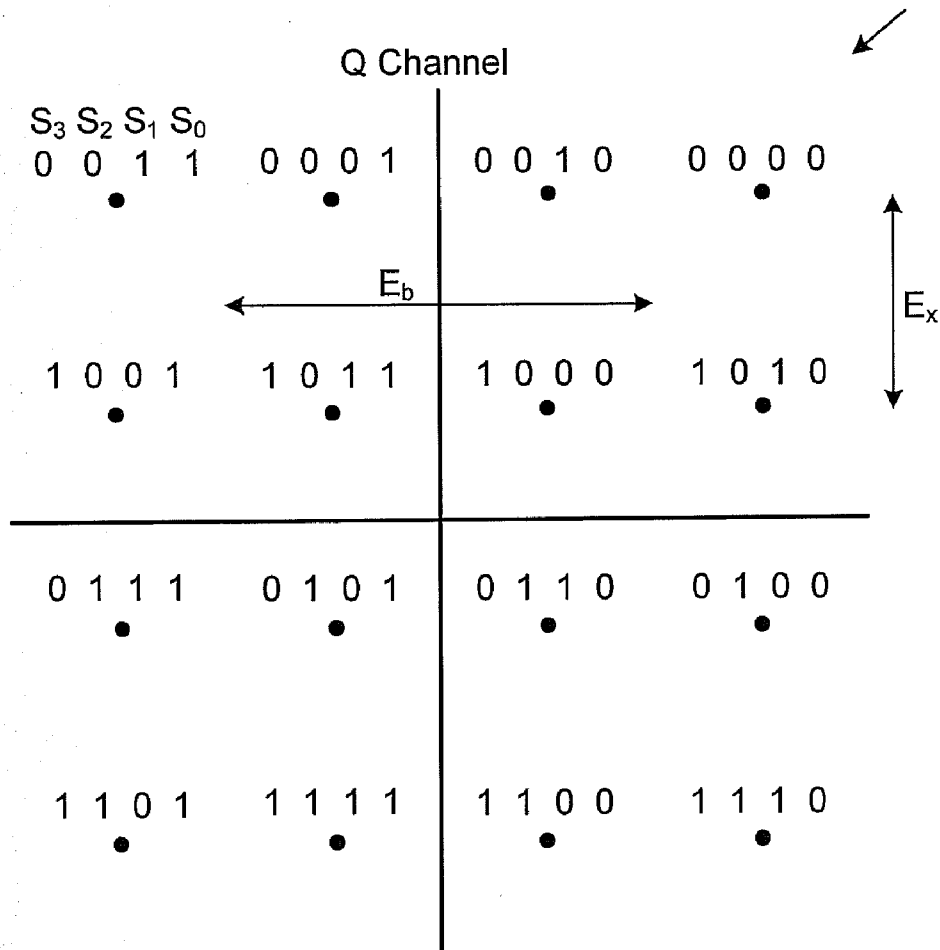 Q Channel
S₃ S₂ S₁ S₀
0 0 1 1 0 0 0 1 0 0 1 0 0 0 0 0
E_b
E_x
1 0 0 1 1 0 1 1 1 0 0 0 1 0 1 0
0 1 1 1 0 1 0 1 0 1 1 0 0 1 0 0
1 1 0 1 1 1 1 1 1 1 0 0 1 1 1 0